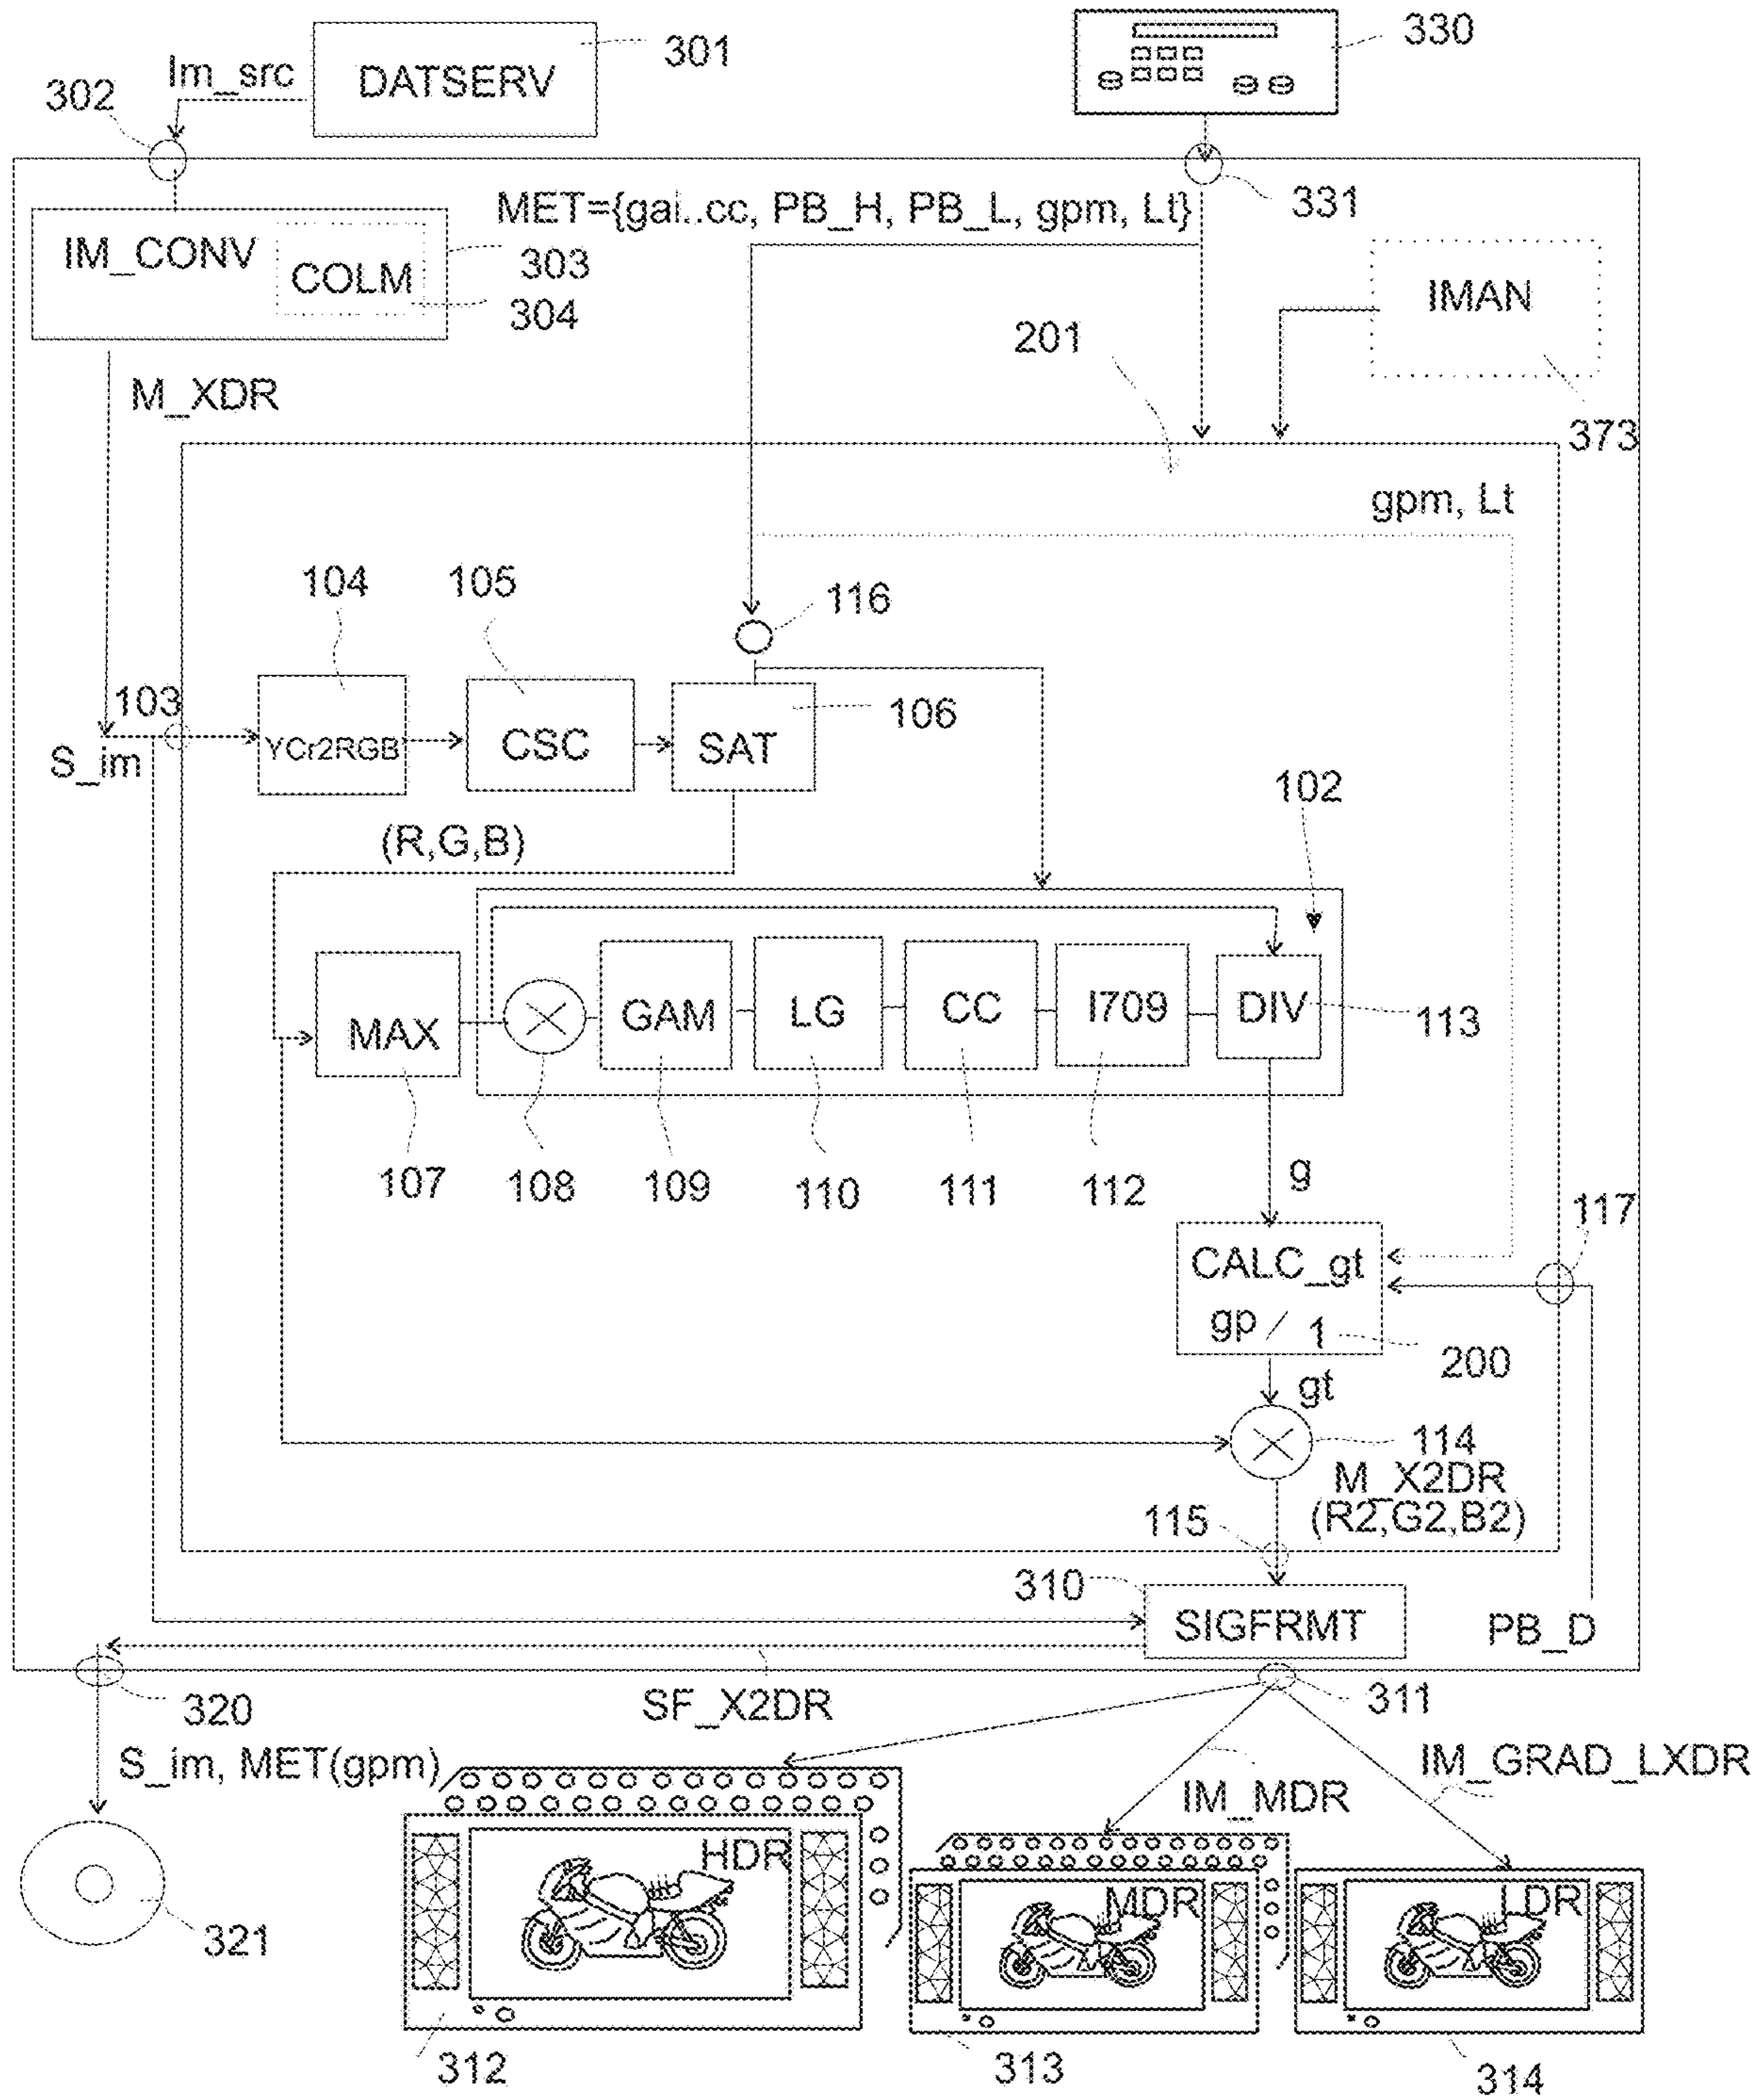 301
330
DATSERV
Im_src
302
MET={gal..cc, PB_H, PB_L, gpm, Lt}
331
IM_CONV
COLM
303
304
IMAN
201
M_XDR
373
gpm, Lt
104
105
116
103
106
YCr2RGB
CSC
SAT
S_im
102
(R,G,B)
MAX
GAM
LG
CC
I709
DIV
113
107
108
109
110
111
112
g
117
CALC_gt
gp / 1
200
gt
114
M_X2DR
(R2,G2,B2)
115
310
SIGFRMT
PB_D
320
SF_X2DR
311
S_im, MET(gpm)
IM_GRAD_LXDR
IM_MDR
HDR
MDR
LDR
321
312
313
314